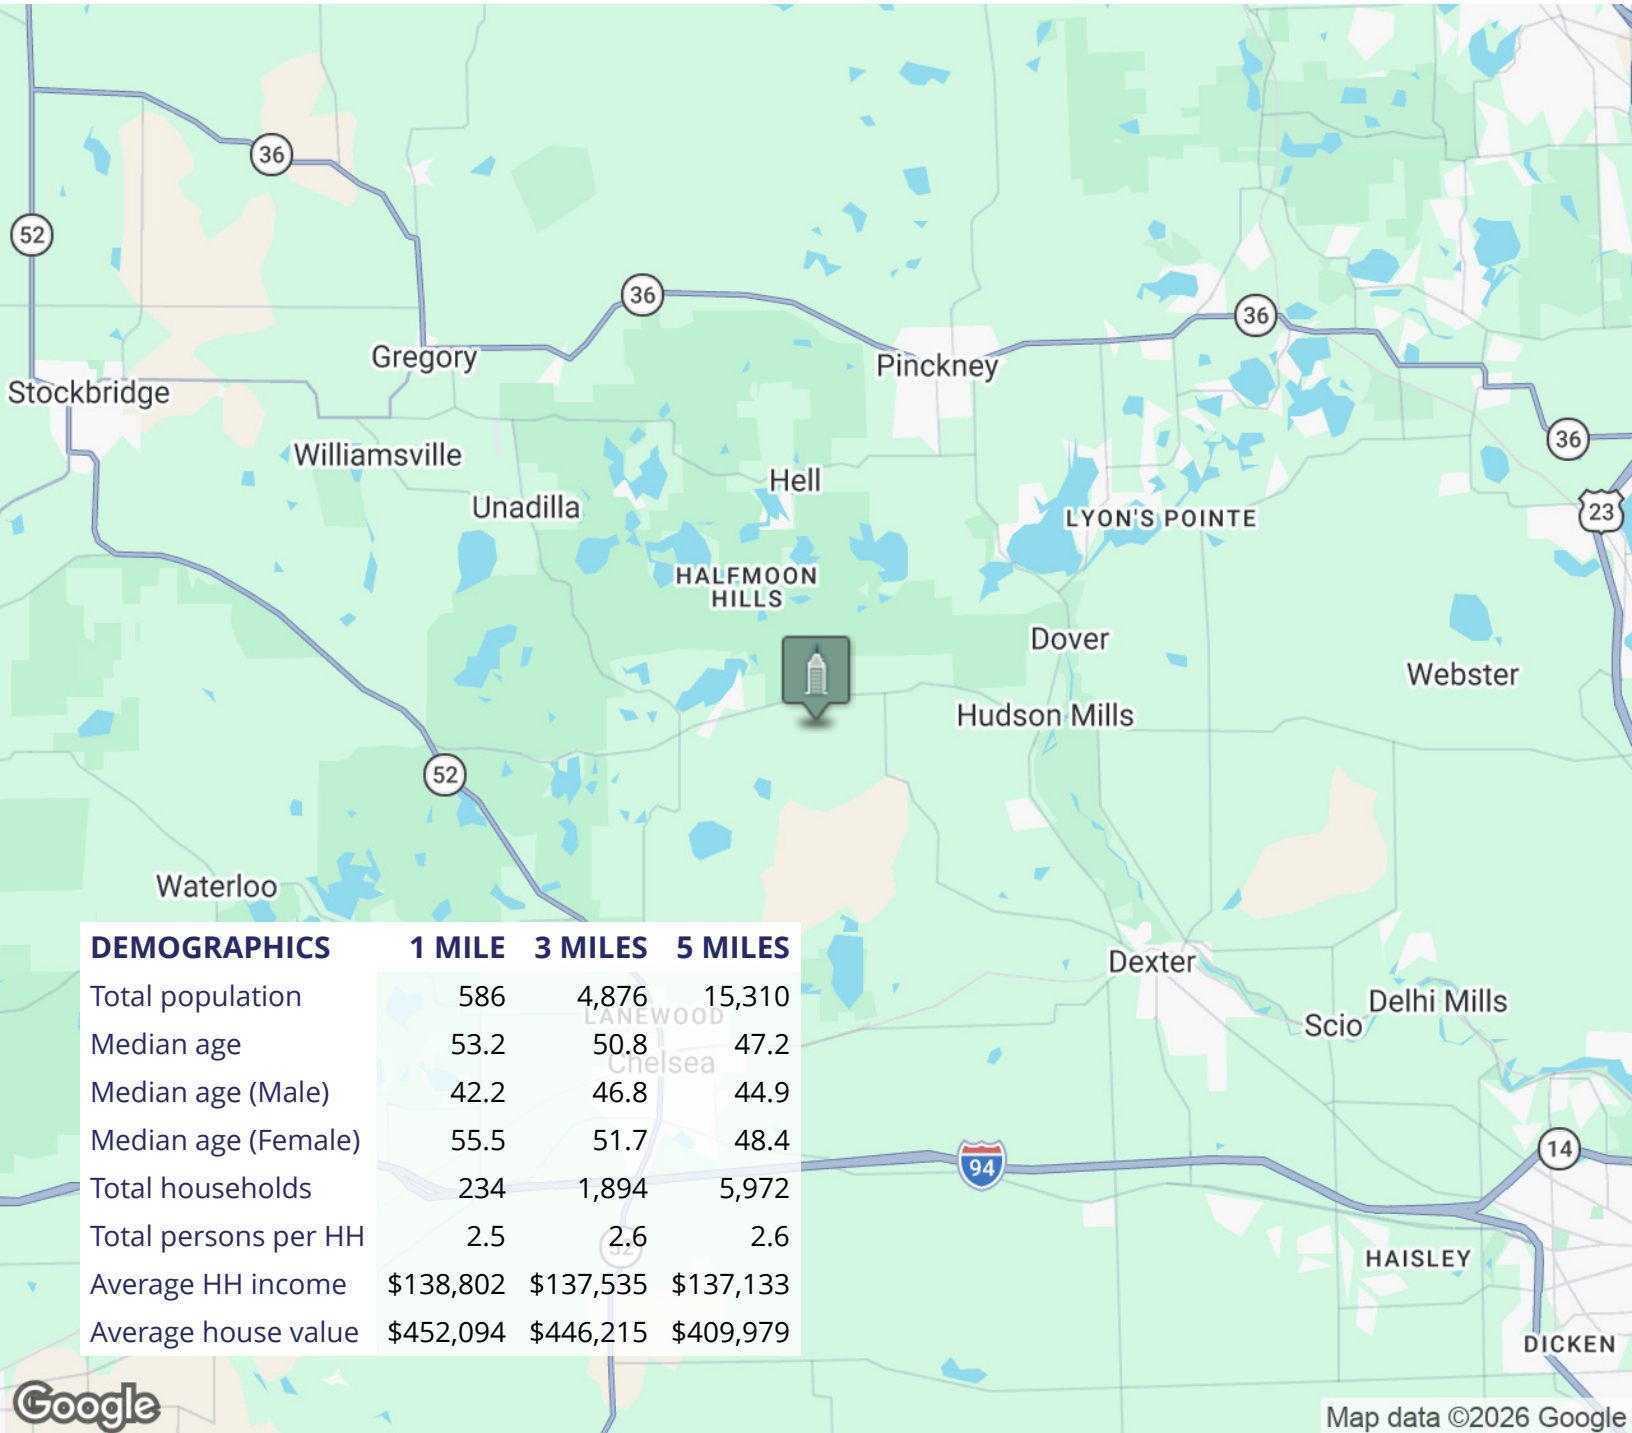 36
52
36
36
Gregory
Pinckney
Stockbridge
36
Williamsville
Hell
Unadilla
23
LYON'S POINTE
HALFMOON
HILLS
Dover
Webster
Hudson Mills
52
Waterloo
DEMOGRAPHICS 1 MILE 3 MILES 5 MILES
Total population 586 4,876 15,310
Median age 53.2 50.8 47.2
Median age (Male) 42.2 46.8 44.9
Median age (Female) 55.5 51.7 48.4
Total households 234 1,894 5,972
Total persons per HH 2.5 2.6 2.6
Average HH income $138,802 $137,535 $137,133
Average house value $452,094 $446,215 $409,979
LANEWOOD
Chelsea
52
Dexter
Delhi Mills
Scio
94
14
HAISLEY
DICKEN
Google
Map data ©2026 Google